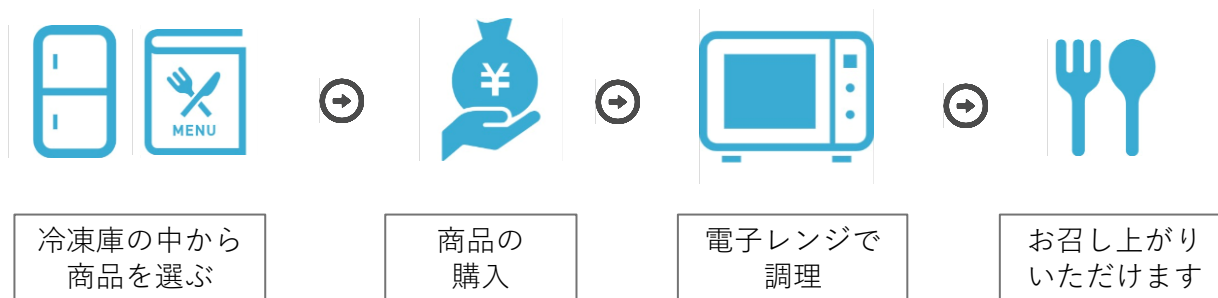 MENU
¥
冷凍庫の中から
商品を選ぶ
商品の
購入
電子レンジで
調理
お召し上がり
いただけます